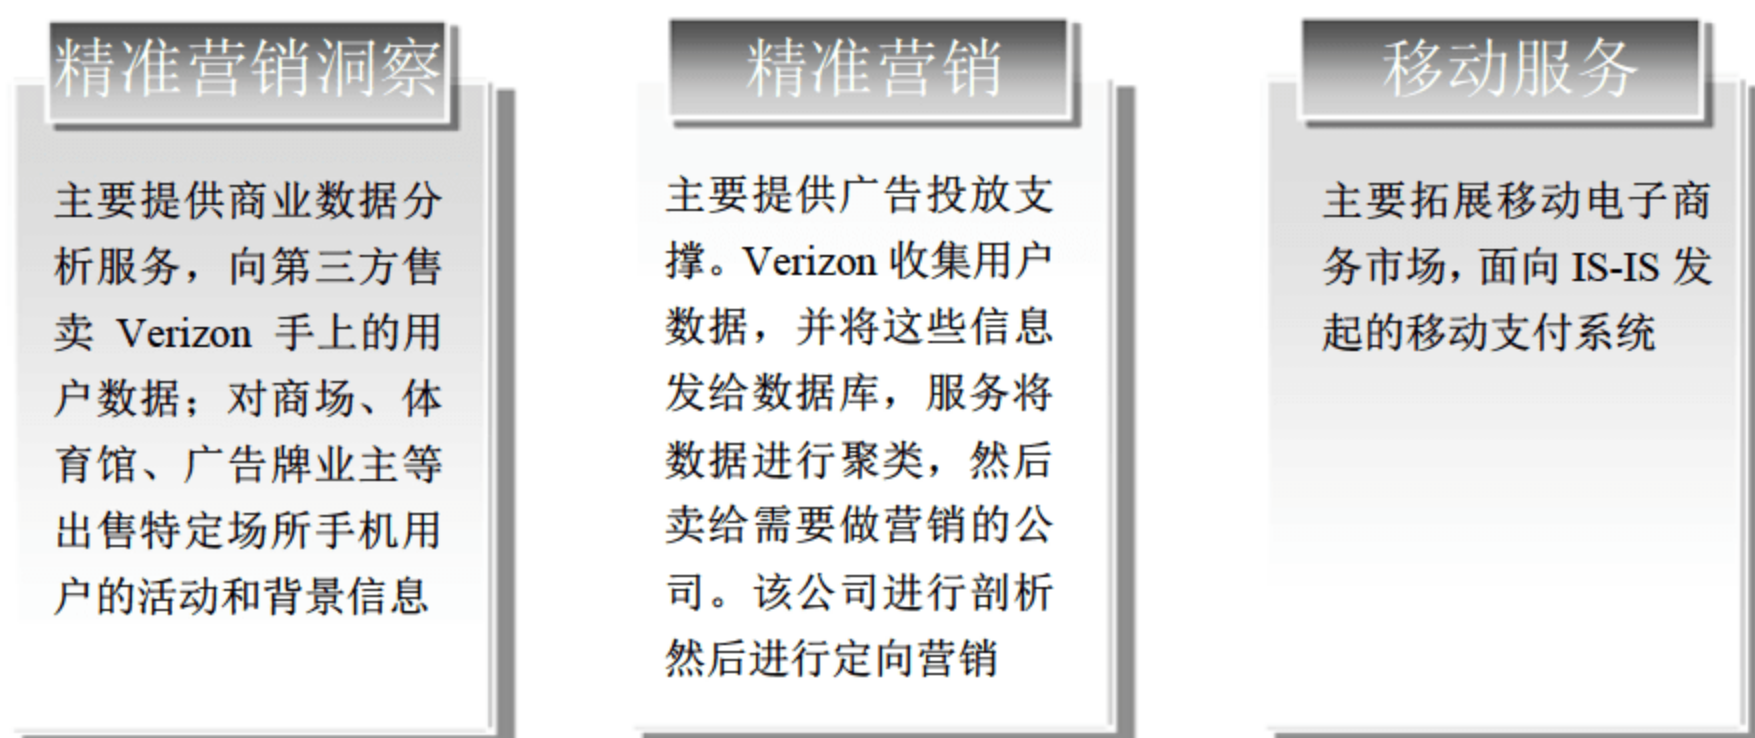 精准营销洞察
主要提供商业数据分
析服务，向第三方售
卖 Verizon 手上的用
户数据；对商场、体
育馆、广告牌业主等
出售特定场所手机用
户的活动和背景信息
精准营销
主要提供广告投放支
撑。Verizon 收集用户
数据，并将这些信息
发给数据库，服务将
数据进行聚类，然后
卖给需要做营销的公
司。该公司进行剖析
然后进行定向营销
移动服务
主要拓展移动电子商
务市场，面向 IS-IS 发
起的移动支付系统